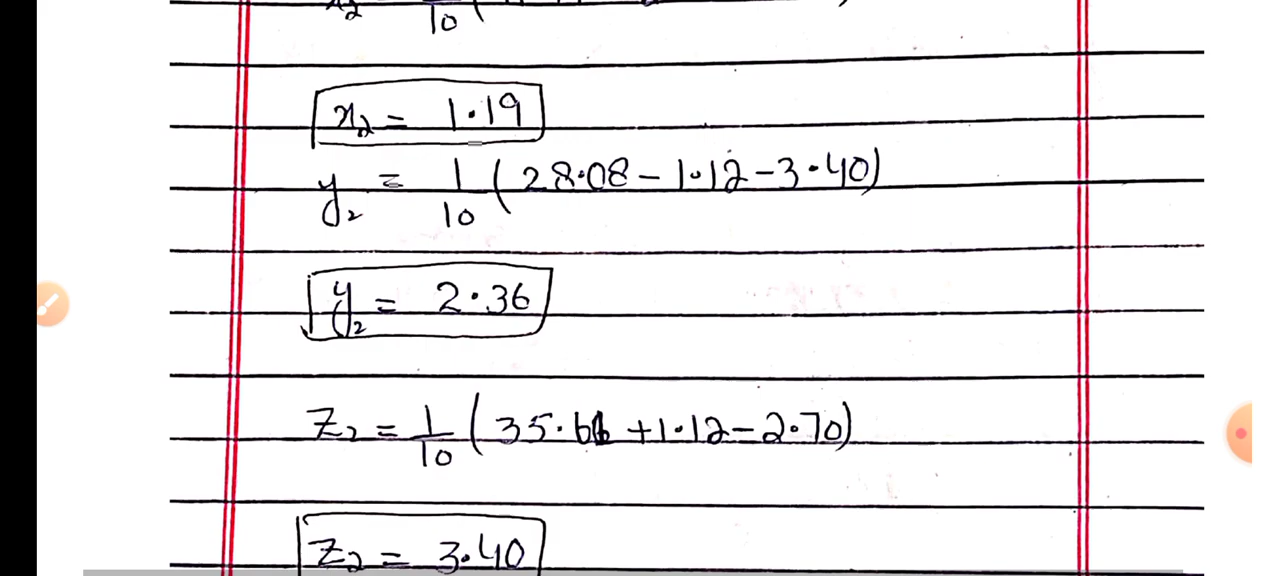 x₂ = 1.19
y₂ = 1/10 (28.08 - 1.12 - 3.40)
y₂ = 2.36
z₂ = 1/10 (35.61 + 1.12 - 2.70)
z₂ = 3.40